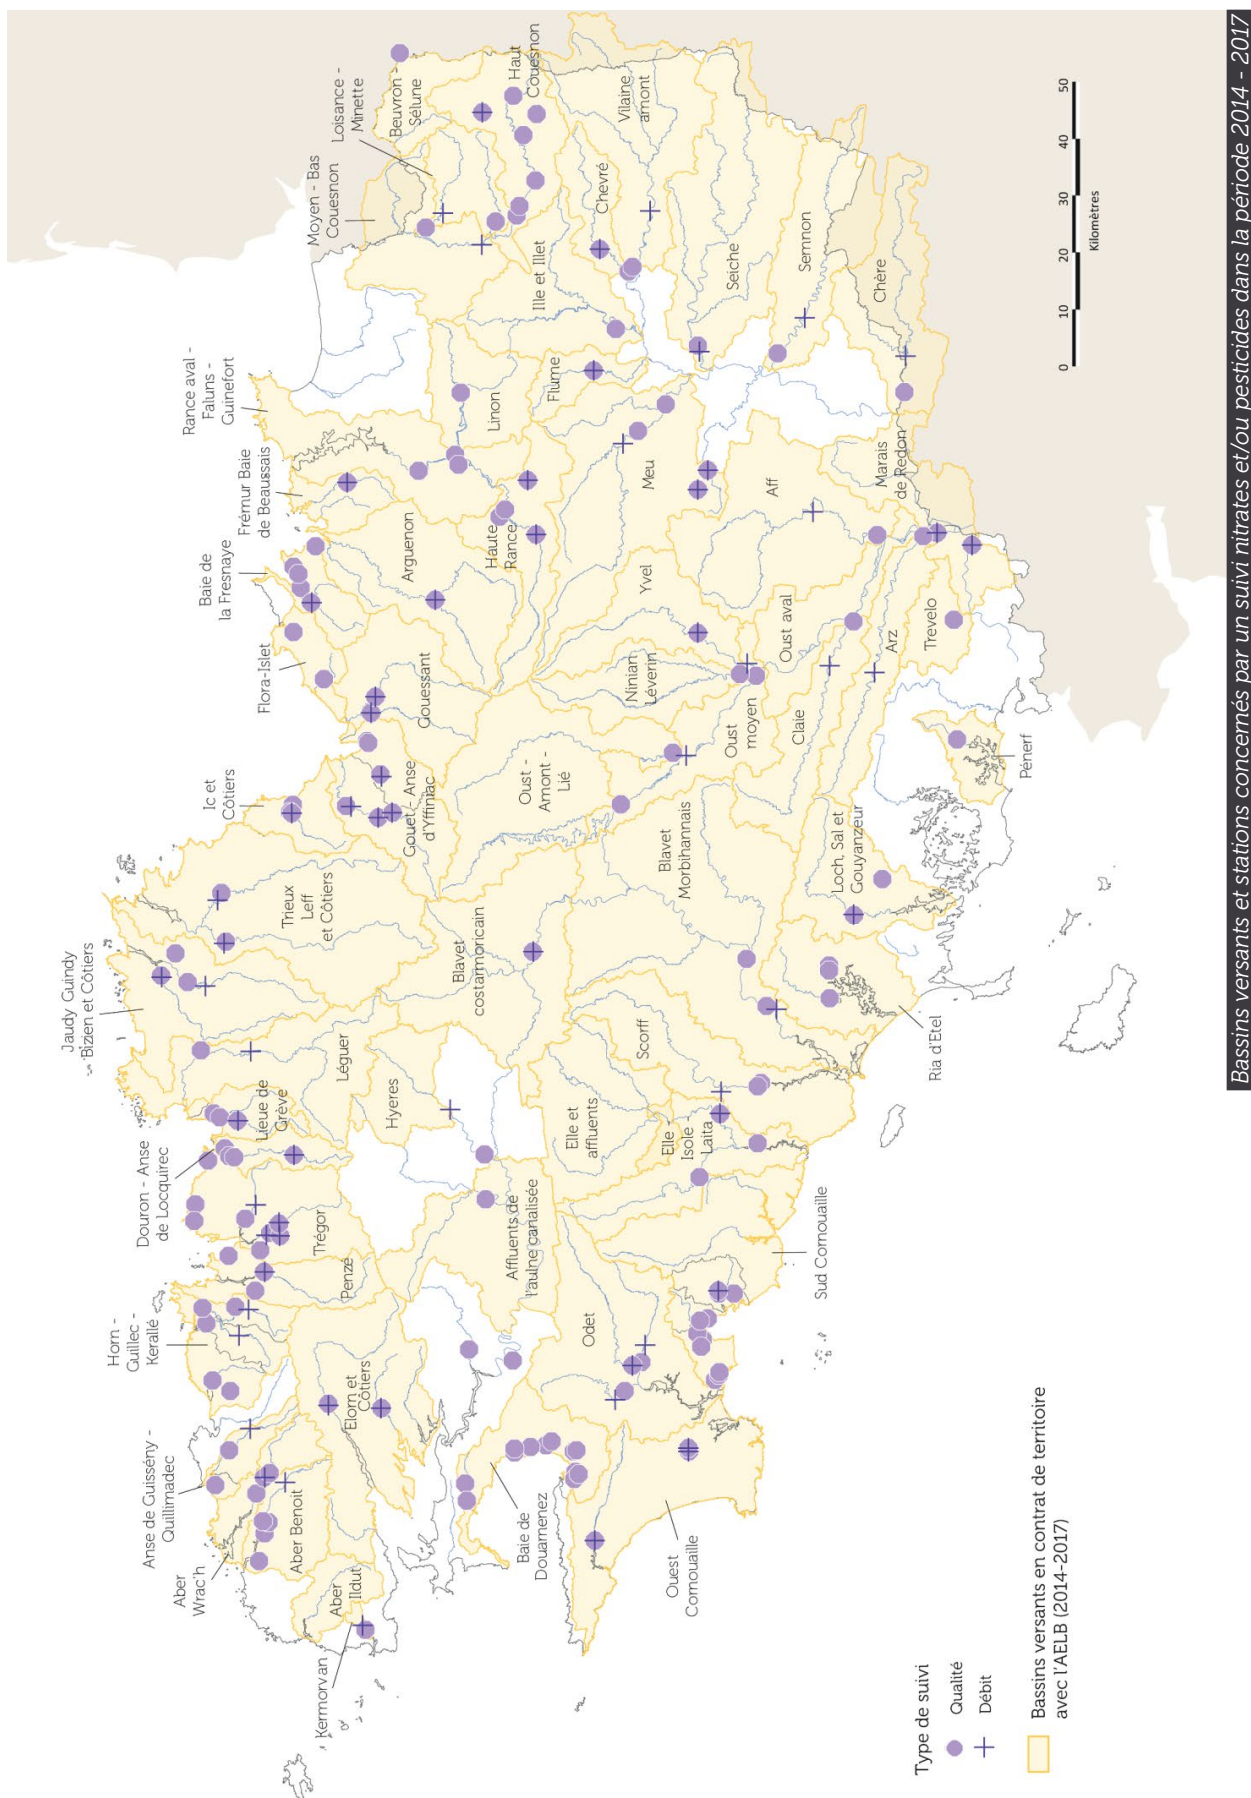 Kermorvan
Aber
Ildut
Aber
Wrac'h
Aber Benoit
Anse de Guissény -
Quillimadec
Horn -
Guillec -
Kerallé
Elorn et
Côtiers
Penzé
Trégor
Douron - Anse
de Locquirec
Lieue de
Grève
Léguer
Jaudy Guindy
Bizien et Côtiers
Trieux
Leff
et Côtiers
Ic et
Côtiers
Gouet - Anse
d'Yffiniac
Gouessant
Flora-Islet
Baie de
la Fresnaye
Arguenon
Frémur Baie
de Beaussais
Rance aval -
Faluns -
Guinefort
Haute
Rance
Linon
Flume
Ille et Illet
Moyen - Bas
Couesnon
Loisance -
Minette
Beuvron -
Sélune
Haut
Couesnon
Vilaine
amont
Chevré
Seiche
Semnon
Chère
Meu
Aff
Marais
de Redon
Yvel
Ninian
Léverin
Oust aval
Oust
moyen
Oust -
Amont -
Lié
Claie
Arz
Trevelo
Pénerf
Loch, Sal et
Gouyanzeur
Ria d'Etel
Blavet
Morbihannais
Blavet
costarmoricain
Scorff
Hyeres
Elle et
affluents
Elle
Isole -
Laita
Affluents de
l'aulne canalisée
Odet
Sud Cornouaille
Baie de
Douarnenez
Ouest
Cornouaille
Type de suivi
Qualité
Débit
Bassins versants en contrat de territoire
avec l'AELB (2014-2017)
0 10 20 30 40 50
Kilomètres
Bassins versants et stations concernés par un suivi nitrates et/ou pesticides dans la période 2014 - 2017